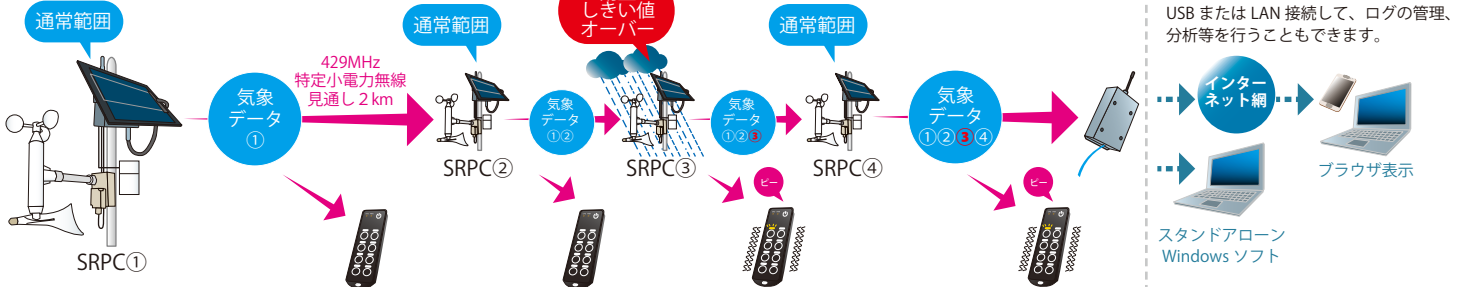 通常範囲
SRPC①
気象
データ
①
429MHz
特定小電力無線
見通し２km
通常範囲
SRPC②
気象
データ
①②
しきい値
オーバー
SRPC③
気象
データ
①②③
ピー
通常範囲
SRPC④
気象
データ
①②③④
ピー
USB または LAN 接続して、ログの管理、
分析等を行うこともできます。
インター
ネット網
ブラウザ表示
スタンドアローン
Windows ソフト